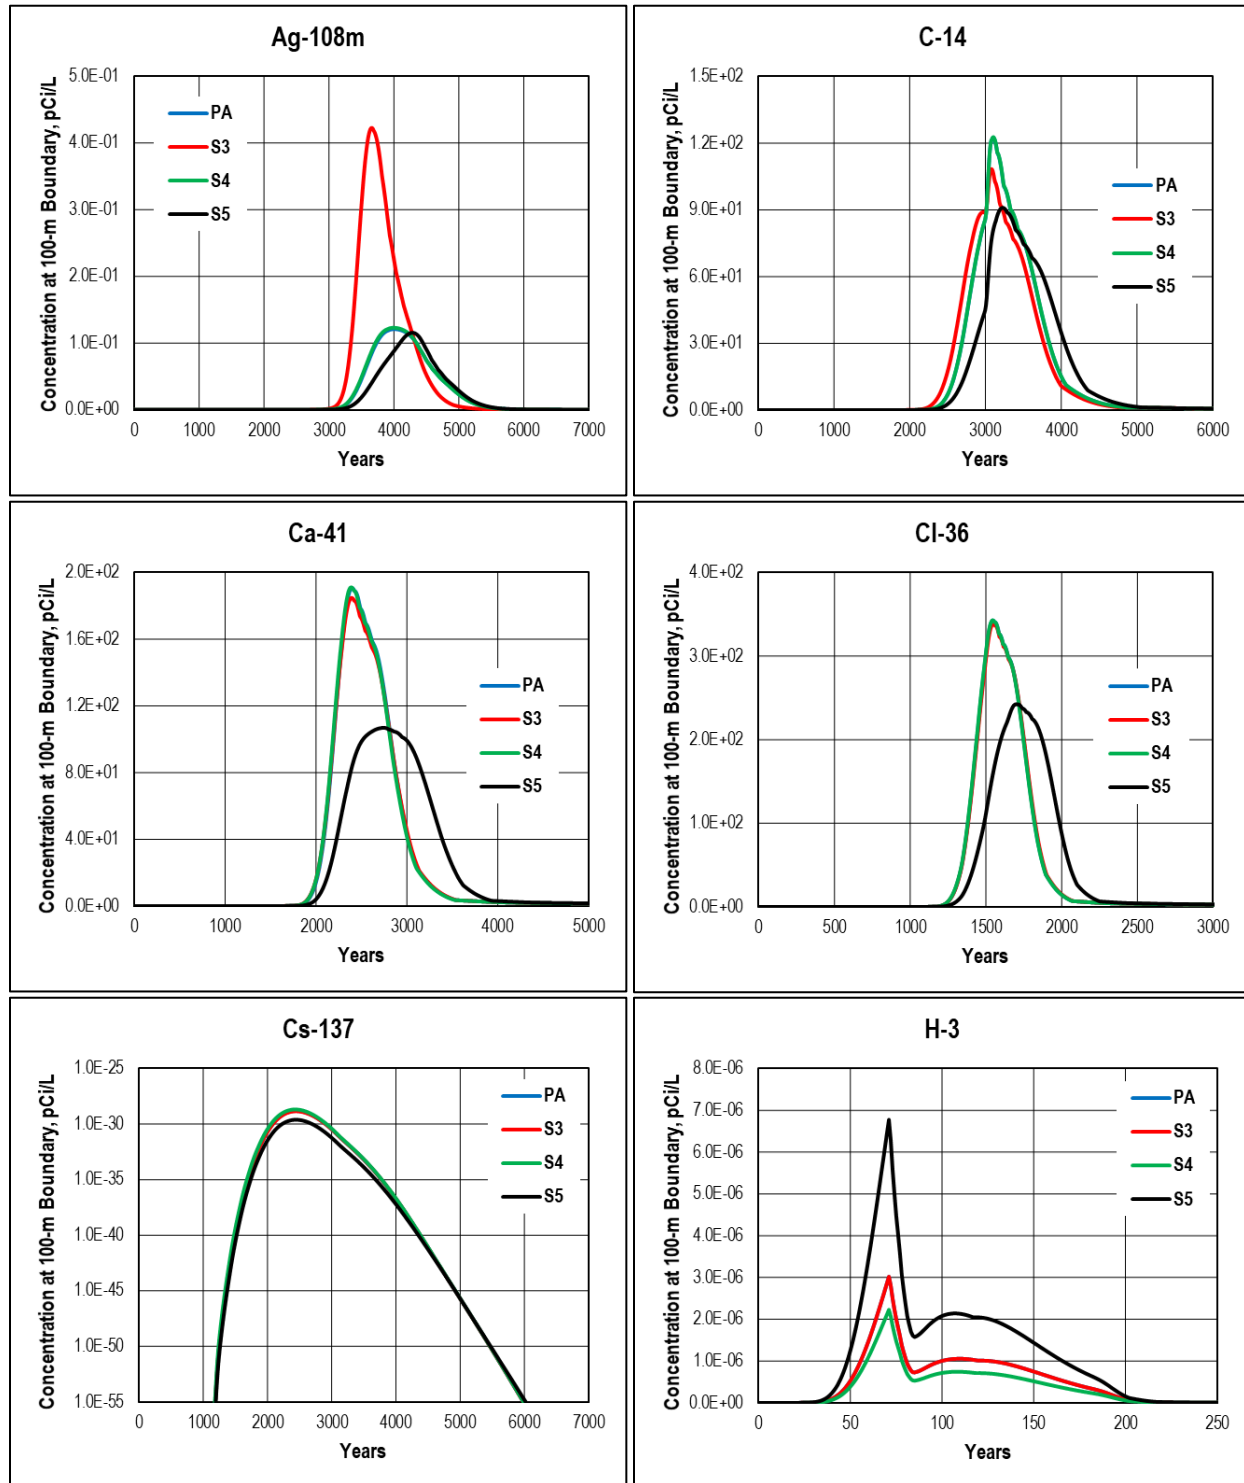 Ag-108m
Concentration at 100-m Boundary, pCi/L
5.0E-01
4.0E-01
3.0E-01
2.0E-01
1.0E-01
0.0E+00
PA
S3
S4
S5
0 1000 2000 3000 4000 5000 6000 7000
Years
C-14
Concentration at 100-m Boundary, pCi/L
1.5E+02
1.2E+02
9.0E+01
6.0E+01
3.0E+01
0.0E+00
PA
S3
S4
S5
0 1000 2000 3000 4000 5000 6000
Years
Ca-41
Concentration at 100-m Boundary, pCi/L
2.0E+02
1.6E+02
1.2E+02
8.0E+01
4.0E+01
0.0E+00
PA
S3
S4
S5
0 1000 2000 3000 4000 5000
Years
Cl-36
Concentration at 100-m Boundary, pCi/L
4.0E+02
3.0E+02
2.0E+02
1.0E+02
0.0E+00
PA
S3
S4
S5
0 500 1000 1500 2000 2500 3000
Years
Cs-137
Concentration at 100-m Boundary, pCi/L
1.0E-25
1.0E-30
1.0E-35
1.0E-40
1.0E-45
1.0E-50
1.0E-55
PA
S3
S4
S5
0 1000 2000 3000 4000 5000 6000 7000
Years
H-3
Concentration at 100-m Boundary, pCi/L
8.0E-06
7.0E-06
6.0E-06
5.0E-06
4.0E-06
3.0E-06
2.0E-06
1.0E-06
0.0E+00
PA
S3
S4
S5
0 50 100 150 200 250
Years